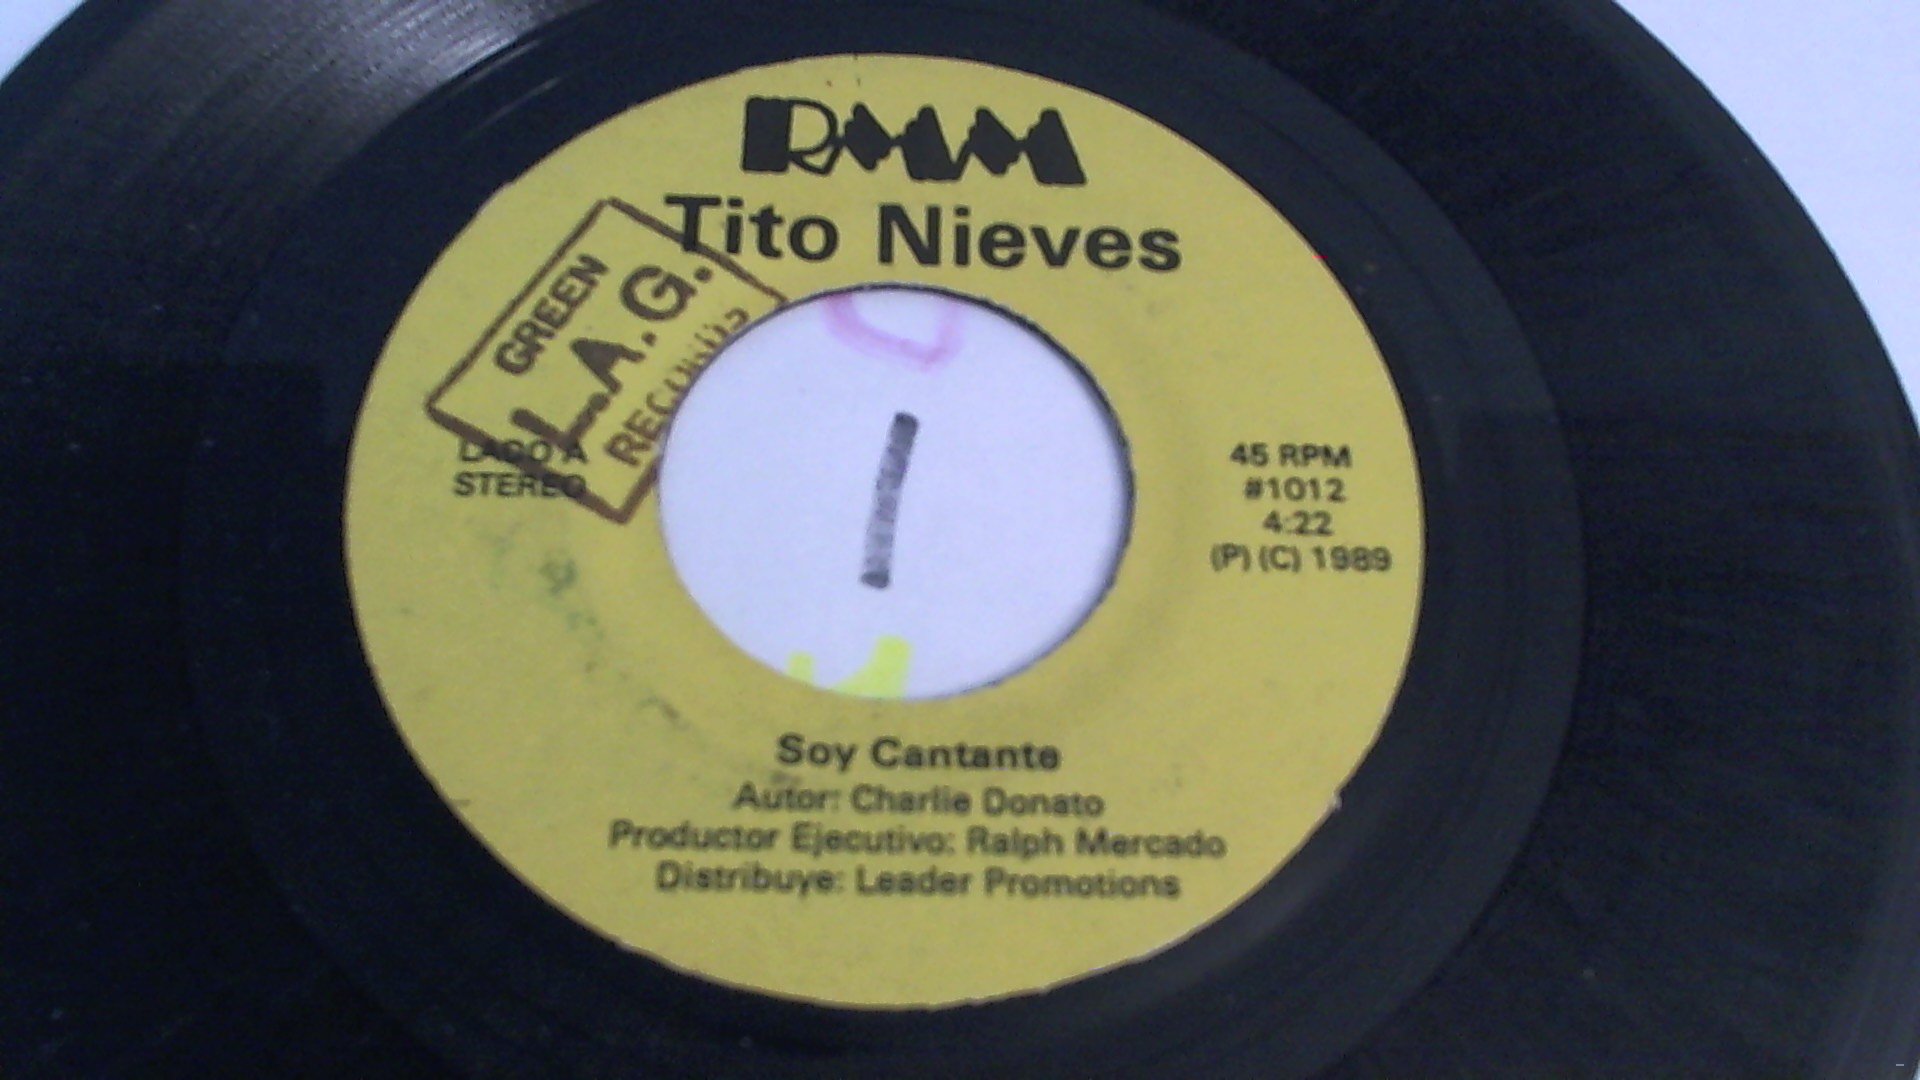 RMM
Tito Nieves
GREEN
L.A.G.
RECORDS
LADO A
STEREO
45 RPM
#1012
4:22
(P) (C) 1989
Soy Cantante
Autor: Charlie Donato
Productor Ejecutivo: Ralph Mercado
Distribuye: Leader Promotions